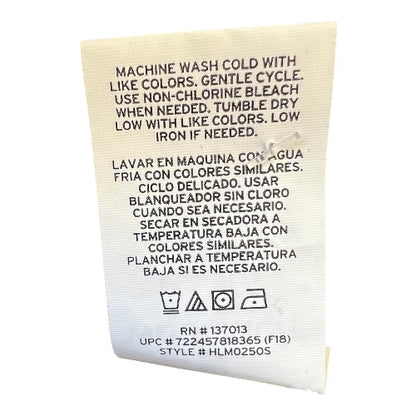 MACHINE WASH COLD WITH
LIKE COLORS. GENTLE CYCLE.
USE NON-CHLORINE BLEACH
WHEN NEEDED. TUMBLE DRY
LOW WITH LIKE COLORS. LOW
IRON IF NEEDED.
LAVAR EN MAQUINA CON AGUA
FRIA CON COLORES SIMILARES.
CICLO DELICADO. USAR
BLANQUEADOR SIN CLORO
CUANDO SEA NECESARIO.
SECAR EN SECADORA A
TEMPERATURA BAJA CON
COLORES SIMILARES.
PLANCHAR A TEMPERATURA
BAJA SI ES NECESARIO.
RN # 137013
UPC # 722457818365 (F18)
STYLE # HLM0250S